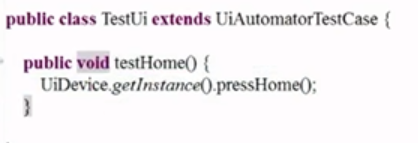 public class TestUi extends UiAutomatorTestCase {
public void testHome() {
UiDevice.getInstance().pressHome();
}